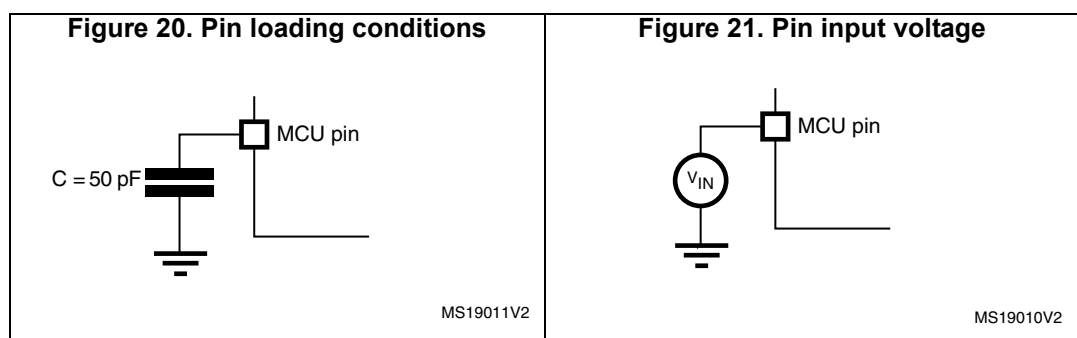 Figure 20. Pin loading conditions
MCU pin
C = 50 pF
MS19011V2
Figure 21. Pin input voltage
MCU pin
VIN
MS19010V2